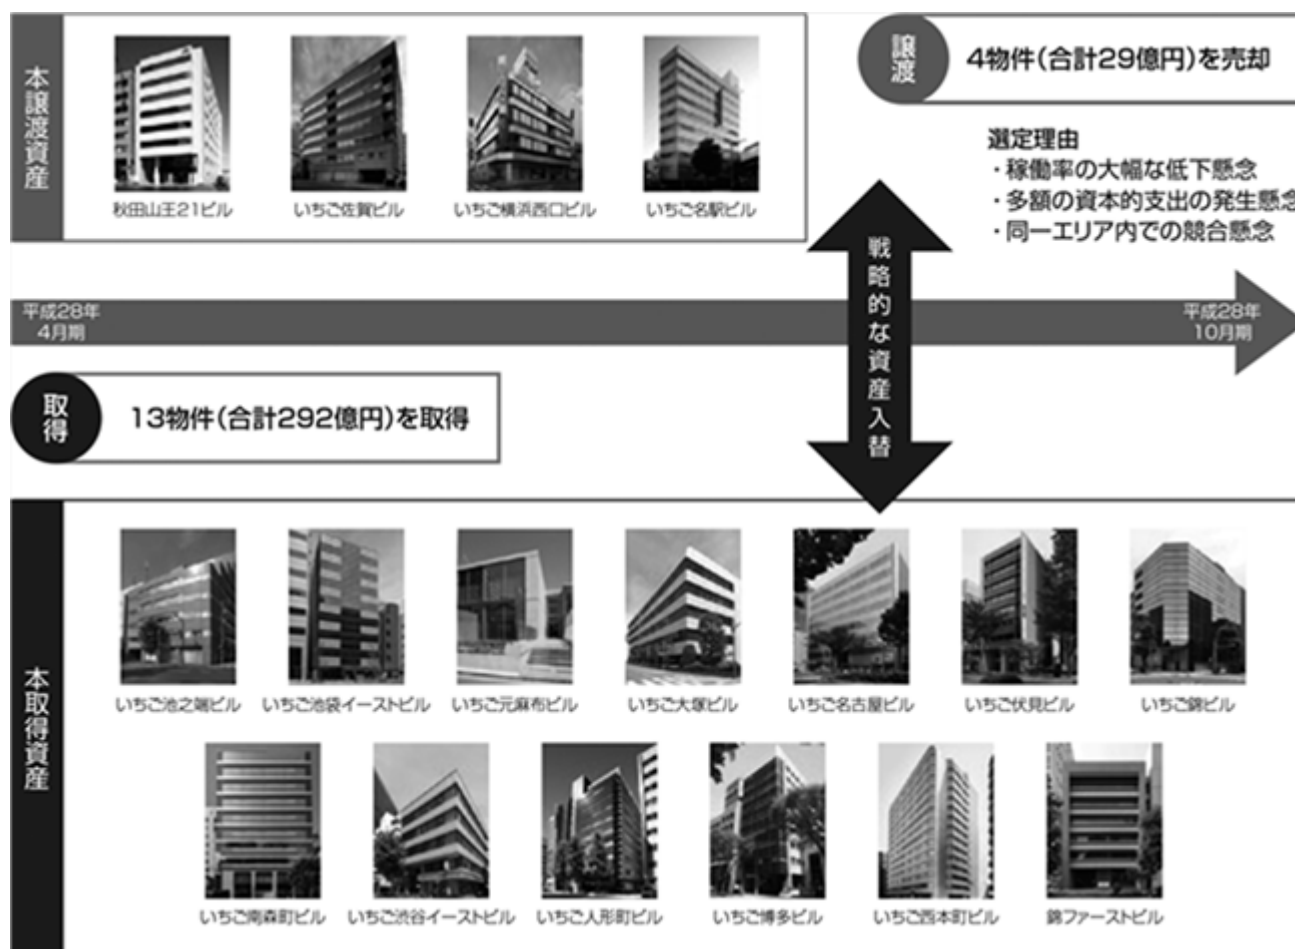 本譲渡資産
秋田山王21ビル
いちご佐賀ビル
いちご横浜西口ビル
いちご名駅ビル
譲渡
4物件(合計29億円)を売却
選定理由
・稼働率の大幅な低下懸念
・多額の資本的支出の発生懸念
・同一エリア内での競合懸念
戦略的な資産入替
平成28年
4月期
平成28年
10月期
取得
13物件(合計292億円)を取得
本取得資産
いちご池之端ビル
いちご池袋イーストビル
いちご元麻布ビル
いちご大塚ビル
いちご名古屋ビル
いちご伏見ビル
いちご錦ビル
いちご南森町ビル
いちご渋谷イーストビル
いちご人形町ビル
いちご博多ビル
いちご西本町ビル
錦ファーストビル